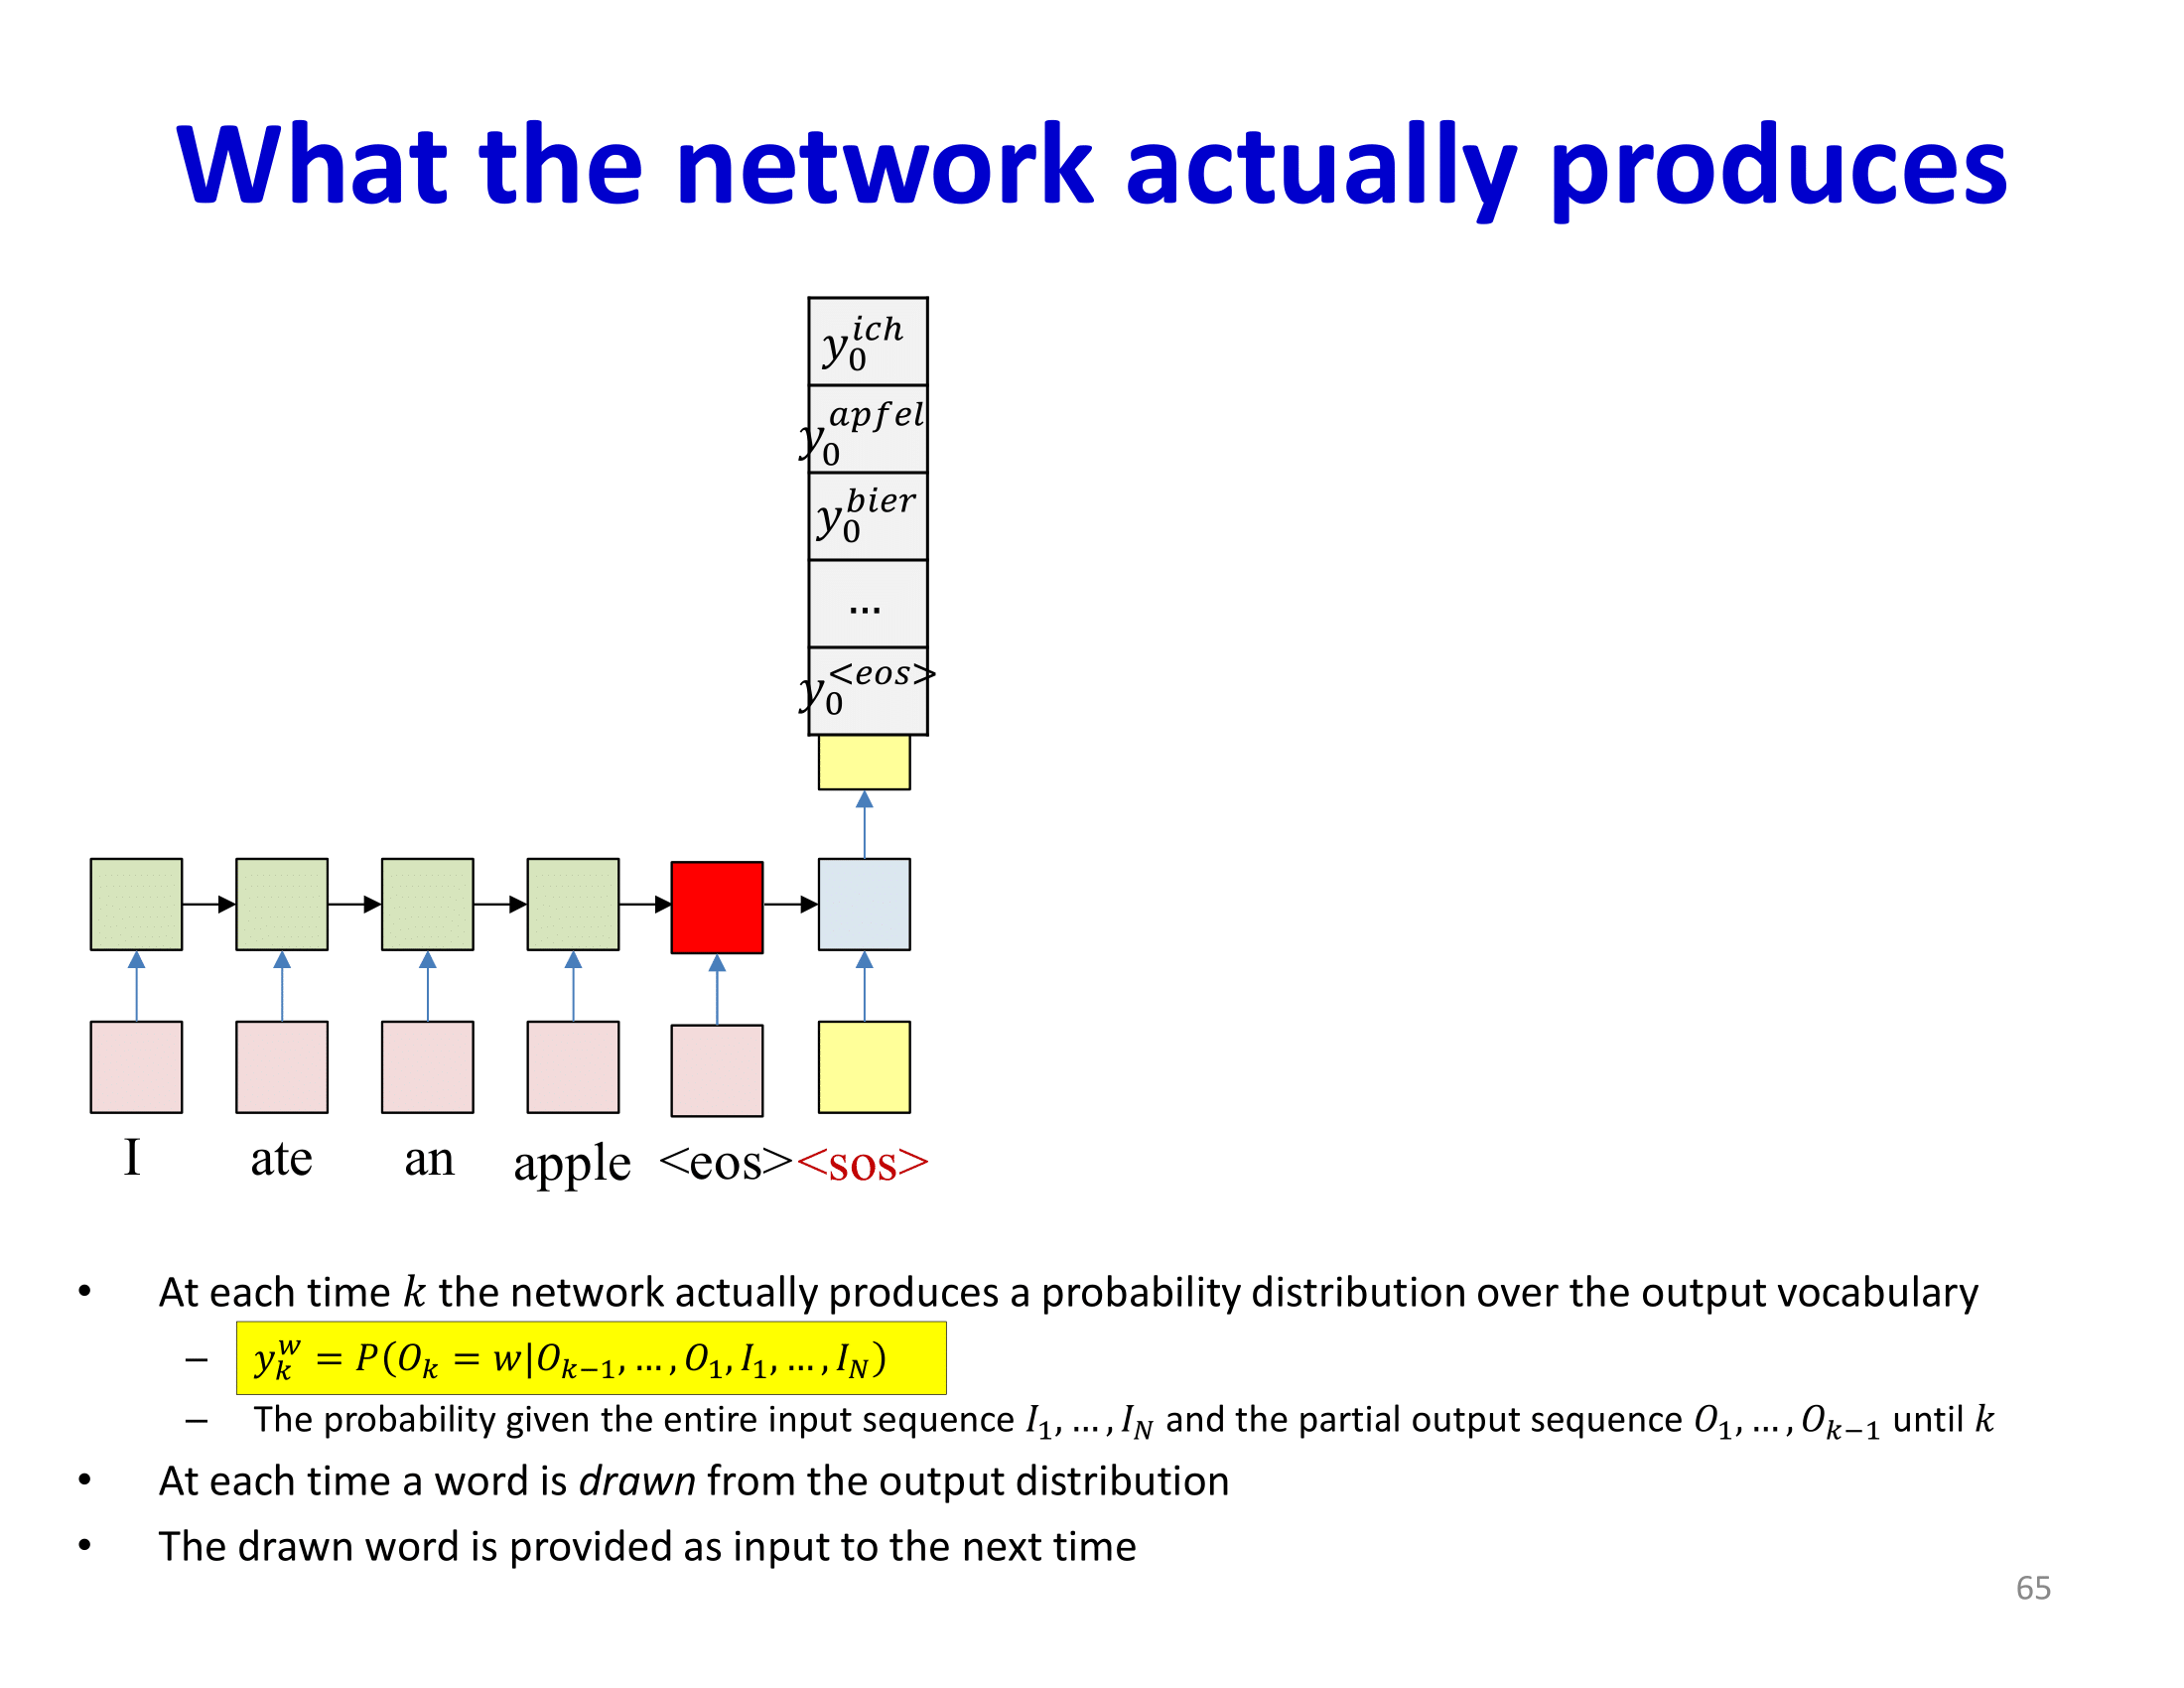 What the network actually produces
y_0^{ich}
y_0^{apfel}
y_0^{bier}
…
y_0^{<eos>}
I ate an apple <eos> <sos>
• At each time k the network actually produces a probability distribution over the output vocabulary
– y_k^w = P(O_k = w|O_{k−1}, … , O_1, I_1, … , I_N)
– The probability given the entire input sequence I_1, … , I_N and the partial output sequence O_1, … , O_{k−1} until k
• At each time a word is drawn from the output distribution
• The drawn word is provided as input to the next time
65